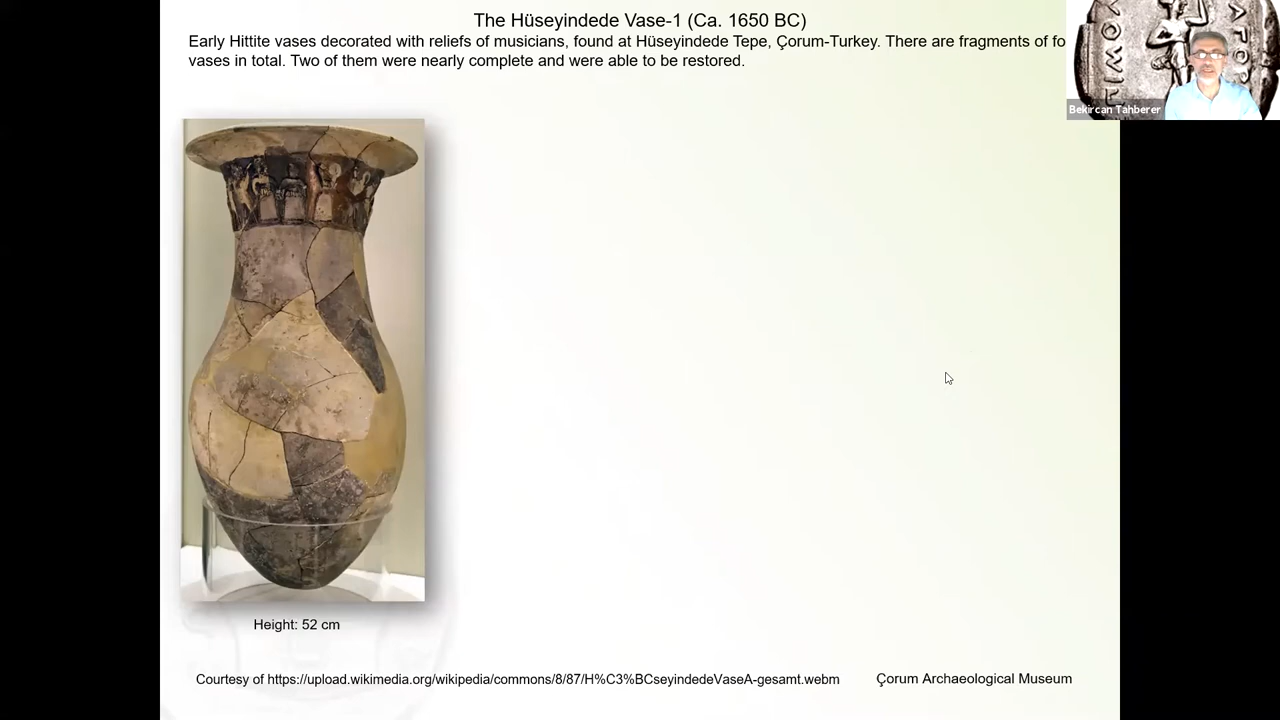 The Hüseyindede Vase-1 (Ca. 1650 BC)
Early Hittite vases decorated with reliefs of musicians, found at Hüseyindede Tepe, Çorum-Turkey. There are fragments of fo
vases in total. Two of them were nearly complete and were able to be restored.
Bekircan Tahberer
Height: 52 cm
Courtesy of https://upload.wikimedia.org/wikipedia/commons/8/87/H%C3%BCseyindedeVaseA-gesamt.webm
Çorum Archaeological Museum